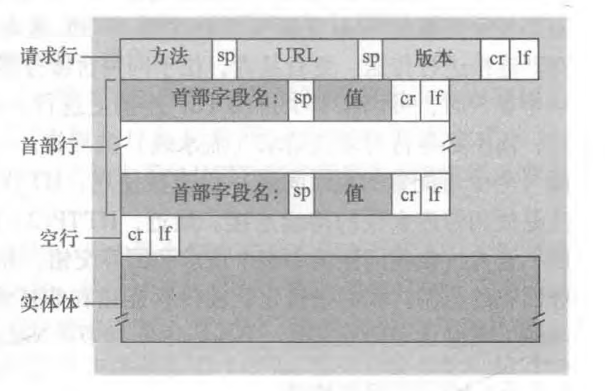 请求行 方法 sp URL sp 版本 cr lf
首部行 首部字段名: sp 值 cr lf
首部字段名: sp 值 cr lf
空行 cr lf
实体体